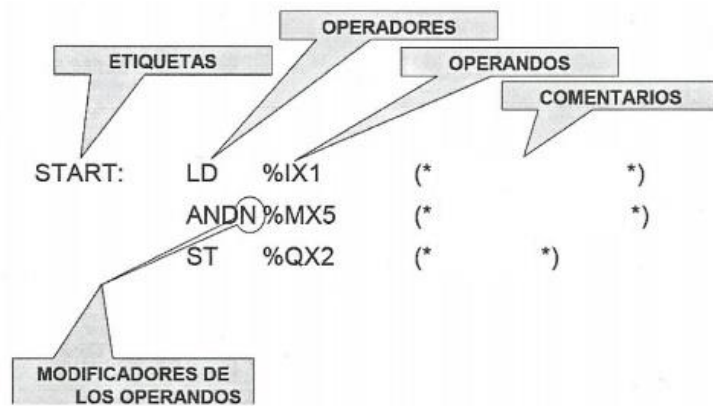 OPERADORES
ETIQUETAS
OPERANDOS
COMENTARIOS
START: LD %IX1 (* *)
ANDN %MX5 (* *)
ST %QX2 (* *)
MODIFICADORES DE
LOS OPERANDOS